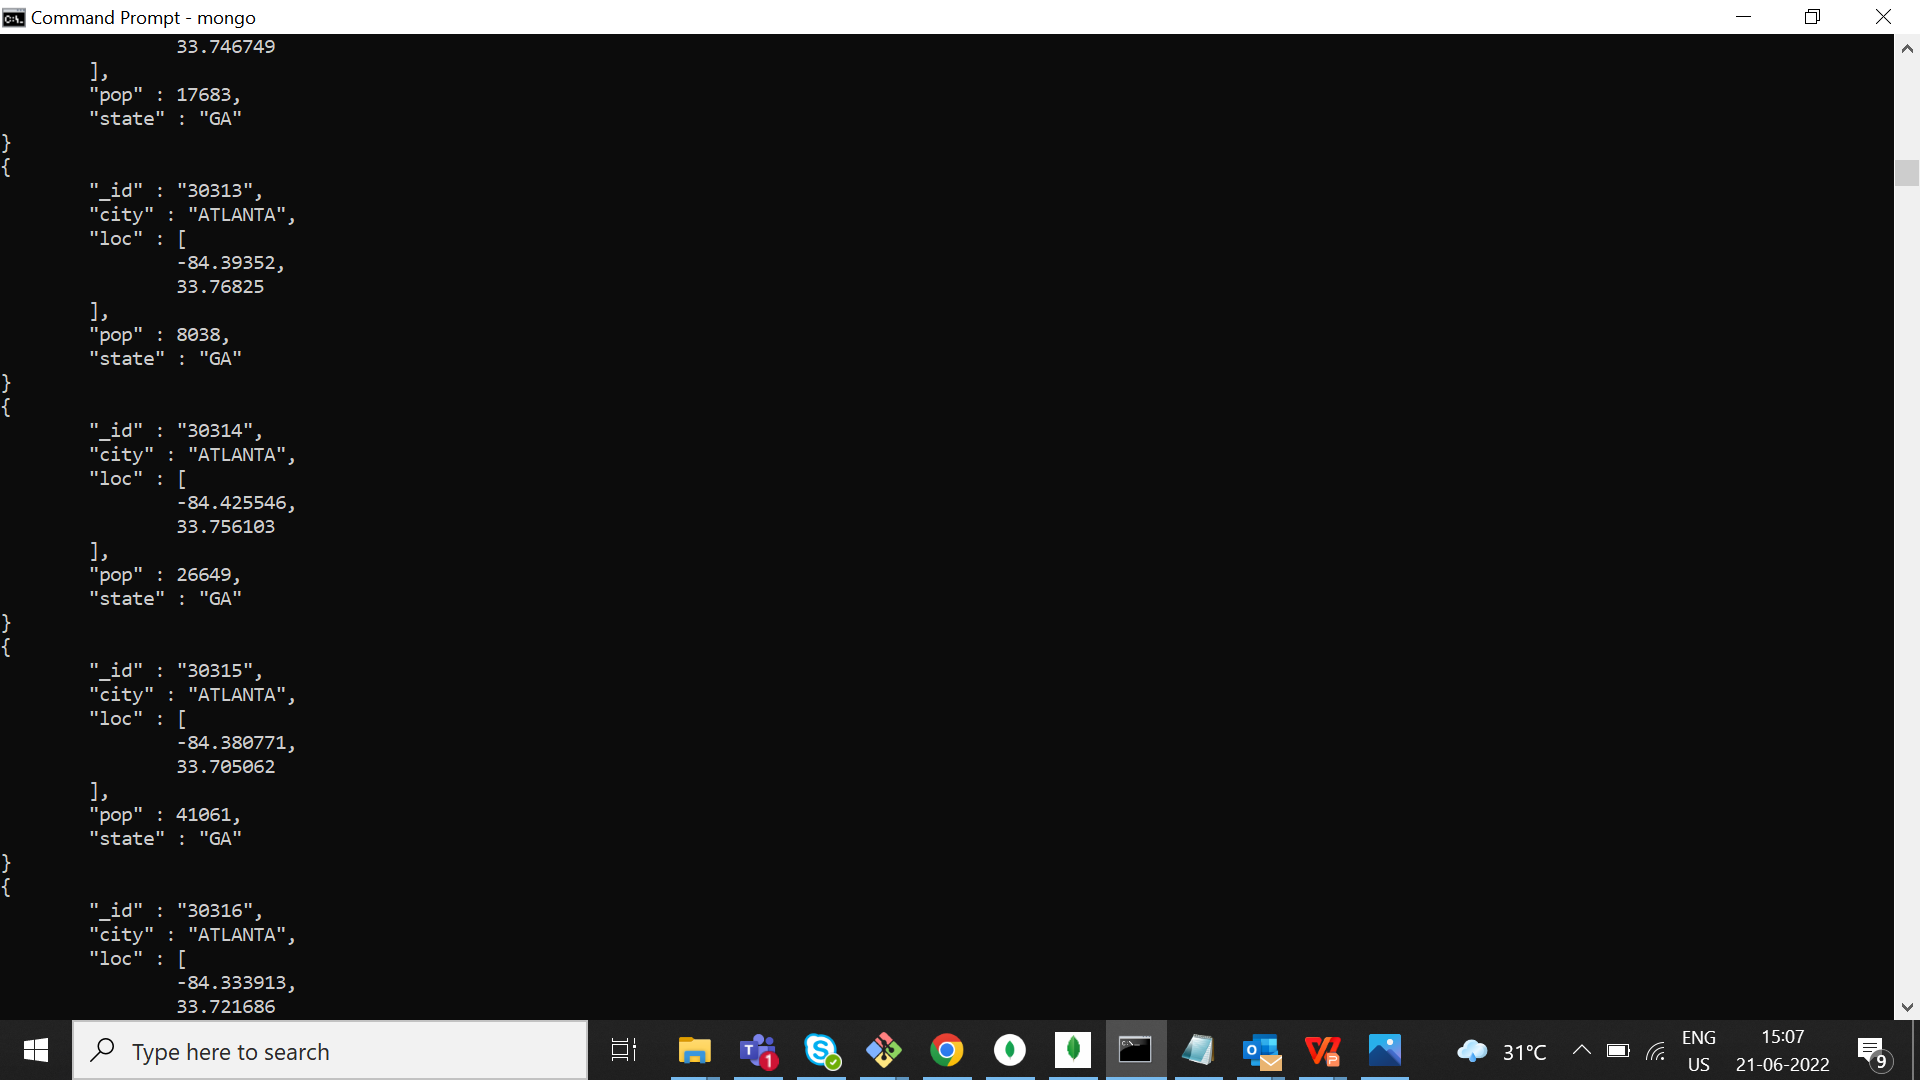 Command Prompt - mongo
33.746749
],
"pop" : 17683,
"state" : "GA"
}
{
"_id" : "30313",
"city" : "ATLANTA",
"loc" : [
-84.39352,
33.76825
],
"pop" : 8038,
"state" : "GA"
}
{
"_id" : "30314",
"city" : "ATLANTA",
"loc" : [
-84.425546,
33.756103
],
"pop" : 26649,
"state" : "GA"
}
{
"_id" : "30315",
"city" : "ATLANTA",
"loc" : [
-84.380771,
33.705062
],
"pop" : 41061,
"state" : "GA"
}
{
"_id" : "30316",
"city" : "ATLANTA",
"loc" : [
-84.333913,
33.721686
Type here to search
31°C
ENG
US
15:07
21-06-2022
9